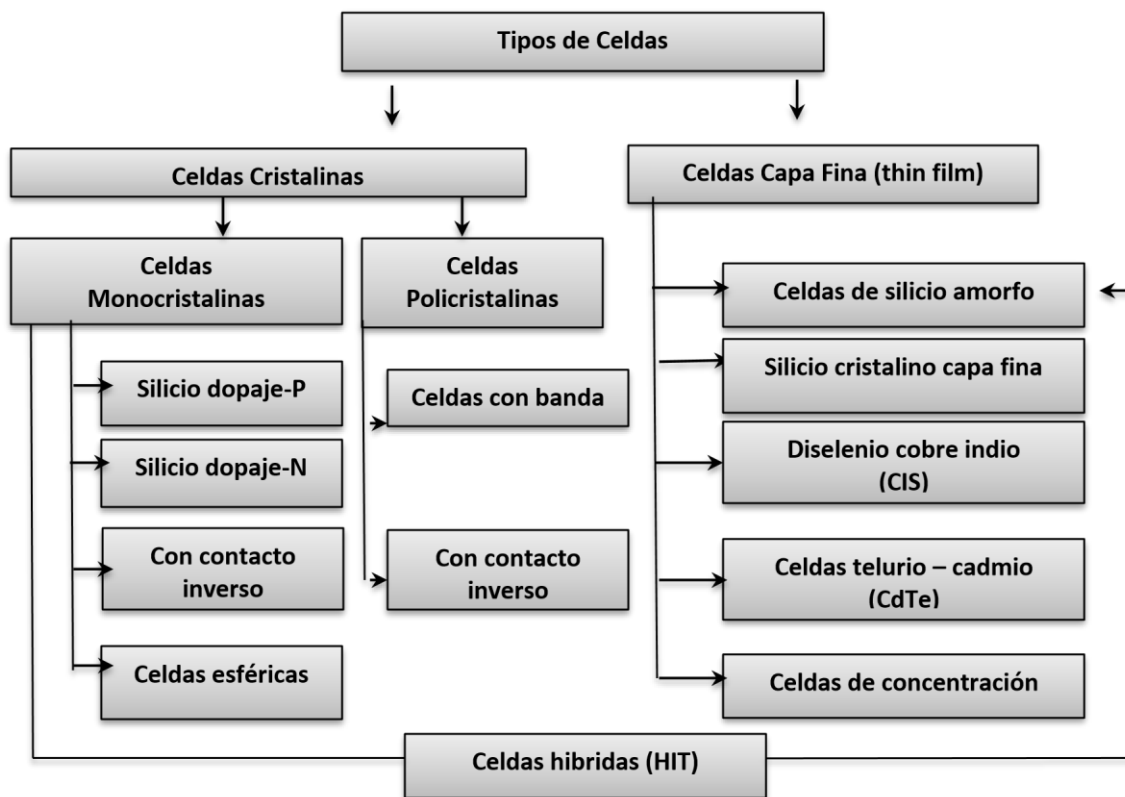 Tipos de Celdas
Celdas Cristalinas
Celdas Capa Fina (thin film)
Celdas
Monocristalinas
Celdas
Policristalinas
Silicio dopaje-P
Silicio dopaje-N
Con contacto
inverso
Celdas esféricas
Celdas con banda
Con contacto
inverso
Celdas de silicio amorfo
Silicio cristalino capa fina
Diselenio cobre indio
(CIS)
Celdas telurio – cadmio
(CdTe)
Celdas de concentración
Celdas hibridas (HIT)